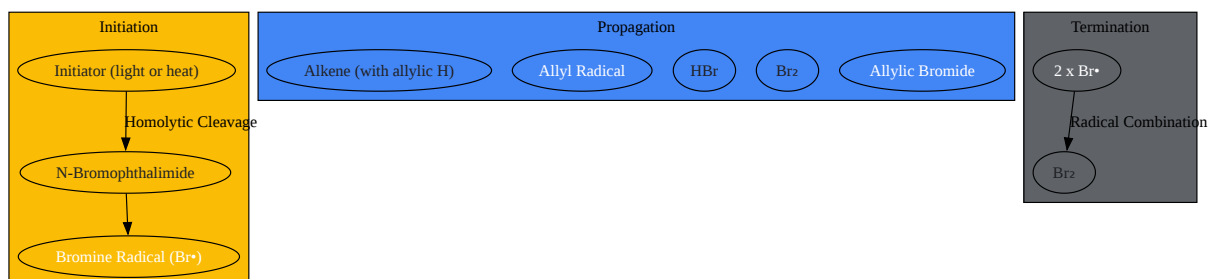 Initiation
Initiator (light or heat)
Homolytic Cleavage
N-Bromophthalimide
Bromine Radical (Br•)
Propagation
Alkene (with allylic H)
Allyl Radical
HBr
Br₂
Allylic Bromide
Termination
2 x Br•
Radical Combination
Br₂